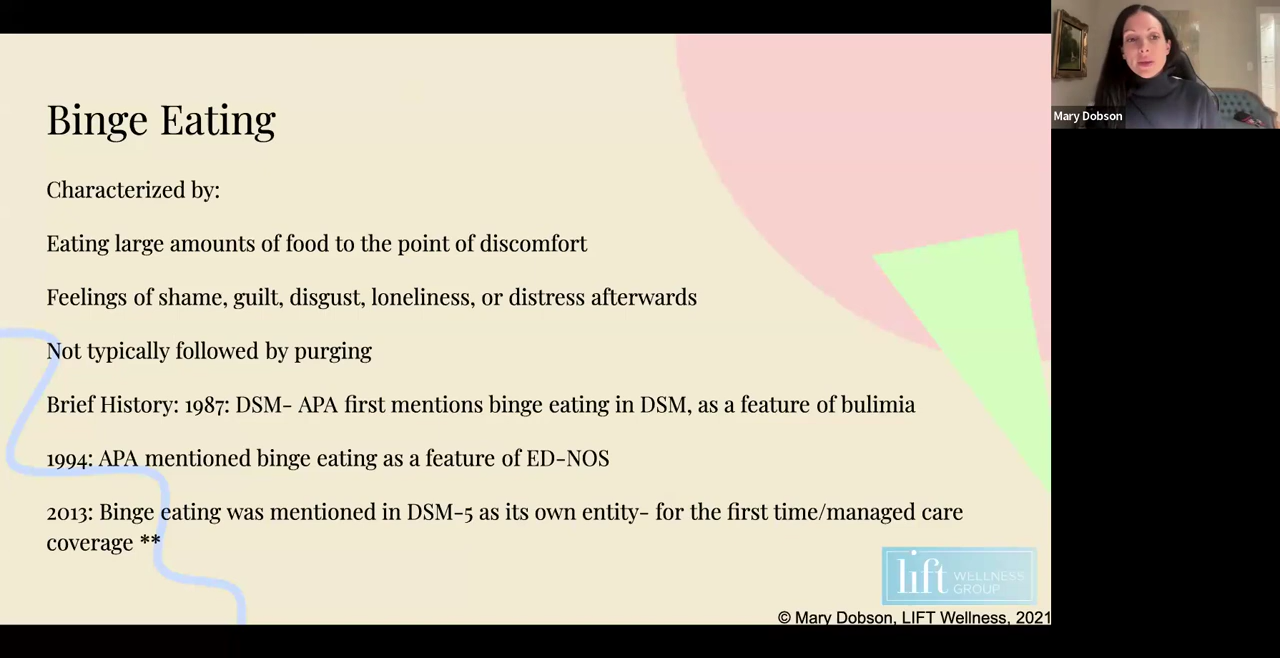 Binge Eating
Characterized by:
Eating large amounts of food to the point of discomfort
Feelings of shame, guilt, disgust, loneliness, or distress afterwards
Not typically followed by purging
Brief History: 1987: DSM- APA first mentions binge eating in DSM, as a feature of bulimia
1994: APA mentioned binge eating as a feature of ED-NOS
2013: Binge eating was mentioned in DSM-5 as its own entity- for the first time/managed care
coverage **
lift WELLNESS
GROUP
© Mary Dobson, LIFT Wellness, 2021
Mary Dobson